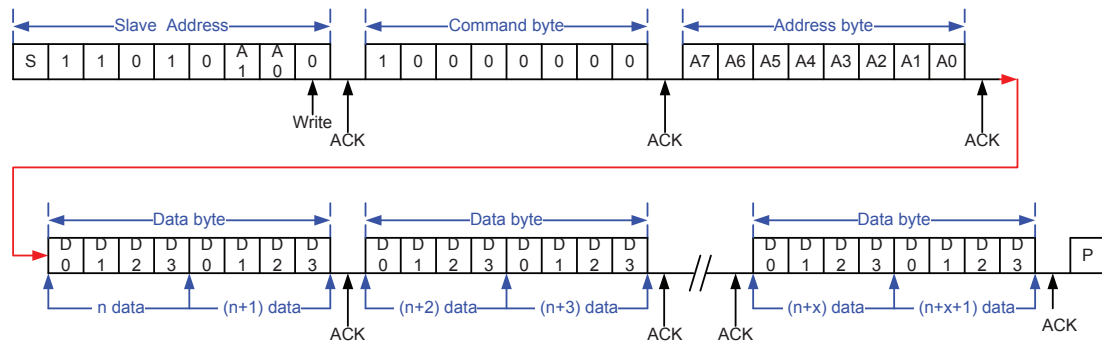 Slave Address Command byte Address byte
S 1 1 0 1 0 A1 A0 0 1 0 0 0 0 0 0 0 A7 A6 A5 A4 A3 A2 A1 A0
Write ACK ACK ACK
Data byte Data byte Data byte
D0 D1 D2 D3 D0 D1 D2 D3 D0 D1 D2 D3 D0 D1 D2 D3 D0 D1 D2 D3 D0 D1 D2 D3 P
n data (n+1) data (n+2) data (n+3) data (n+x) data (n+x+1) data
ACK ACK ACK ACK